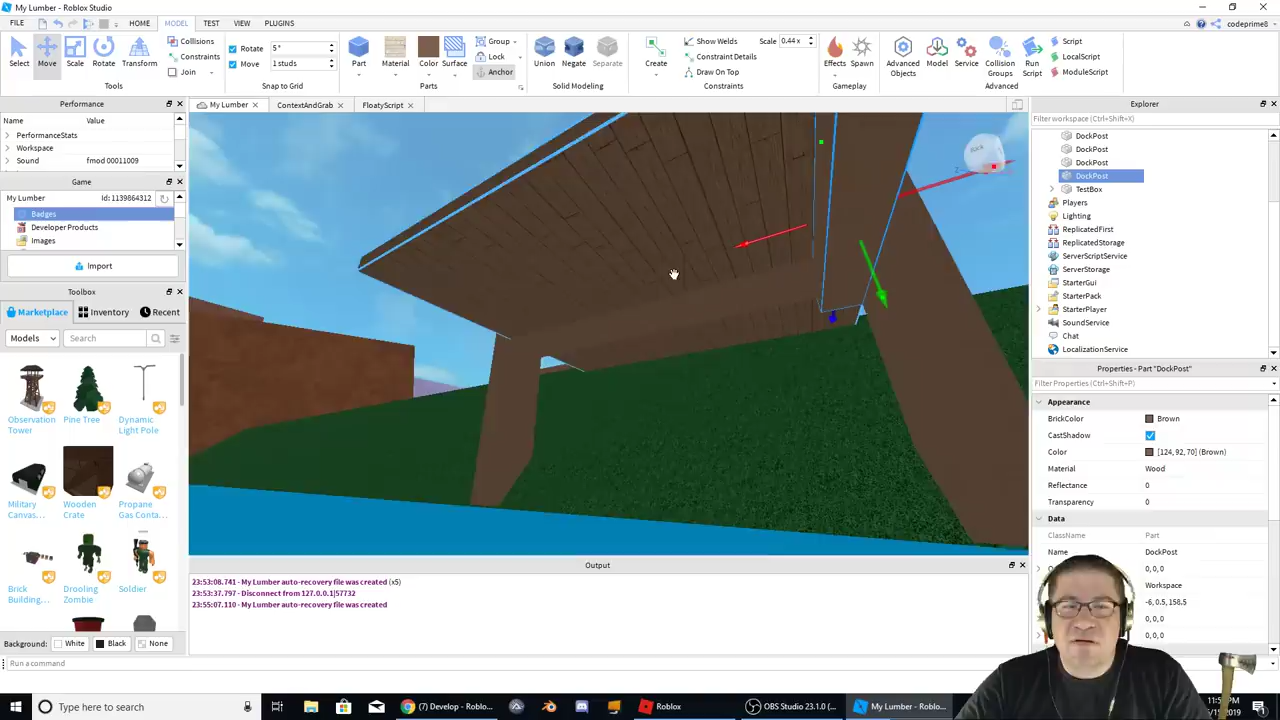 My Lumber - Roblox Studio
FILE HOME MODEL TEST VIEW PLUGINS codeprime8
Select Move Scale Rotate Transform
Collisions
Constraints
Join
Tools
Rotate 5°
Move 1 studs
Snap to Grid
Part Material Color Surface
Group
Lock
Anchor
Parts
Union Negate Separate
Solid Modeling
Create
Show Welds Scale 0.44 x
Constraint Details
Draw On Top
Constraints
Effects Spawn
Gameplay
Advanced Objects Model Service Collision Groups Run Script
Script
LocalScript
ModuleScript
Advanced
Performance
Name Value
PerformanceStats
Workspace
Sound fmod 00011009
Game
My Lumber Id: 1139864312
Badges
Developer Products
Images
Import
Toolbox
Marketplace Inventory Recent
Models Search
Observation Tower
Pine Tree
Dynamic Light Pole
Military Canvas...
Wooden Crate
Propane Gas Conta...
Brick Building...
Drooling Zombie
Soldier
Background: White Black None
My Lumber ContextAndGrab FloatyScript
Output
23:53:08.741 - My Lumber auto-recovery file was created (x5)
23:53:37.797 - Disconnect from 127.0.0.1|57732
23:55:07.110 - My Lumber auto-recovery file was created
Run a command
Explorer
Filter workspace (Ctrl+Shift+X)
DockPost
DockPost
DockPost
DockPost
TestBox
Players
Lighting
ReplicatedFirst
ReplicatedStorage
ServerScriptService
ServerStorage
StarterGui
StarterPack
StarterPlayer
SoundService
Chat
LocalizationService
Properties - Part "DockPost"
Filter Properties (Ctrl+Shift+P)
Appearance
BrickColor Brown
CastShadow
Color [124, 92, 70] (Brown)
Material Wood
Reflectance 0
Transparency 0
Data
ClassName Part
Name DockPost
0, 0, 0
Workspace
-6, 0.5, 158.5
0, 0, 0
0, 0, 0
Type here to search
(7) Develop - Roblo...
Roblox
OBS Studio 23.1.0 (...
My Lumber - Roblo...